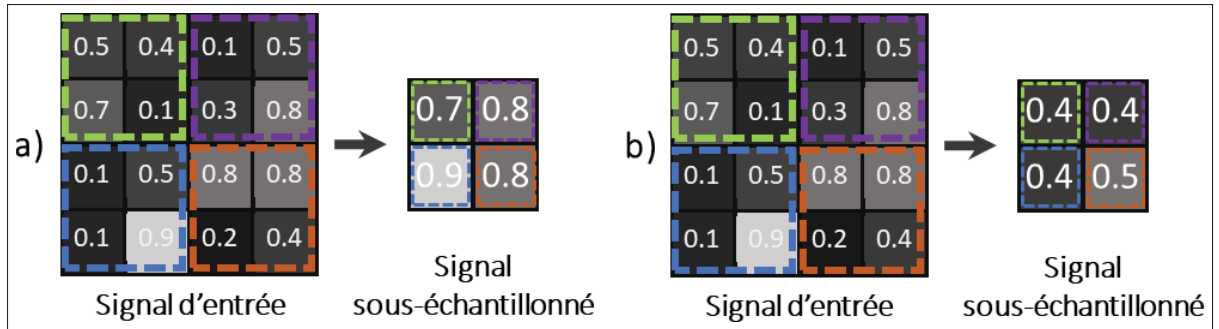 a)
0.5 0.4 0.1 0.5
0.7 0.1 0.3 0.8
0.1 0.5 0.8 0.8
0.1 0.9 0.2 0.4
Signal d'entrée
0.7 0.8
0.9 0.8
Signal
sous-échantillonné
b)
0.5 0.4 0.1 0.5
0.7 0.1 0.3 0.8
0.1 0.5 0.8 0.8
0.1 0.9 0.2 0.4
Signal d'entrée
0.4 0.4
0.4 0.5
Signal
sous-échantillonné